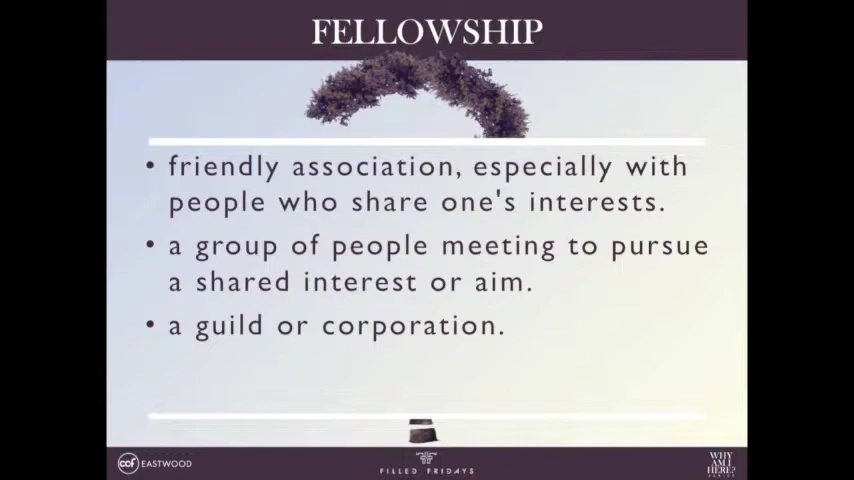 FELLOWSHIP
• friendly association, especially with
people who share one's interests.
• a group of people meeting to pursue
a shared interest or aim.
• a guild or corporation.
ccf EASTWOOD
FILLED FRIDAYS
WHY
AM I
HERE?
SERIES